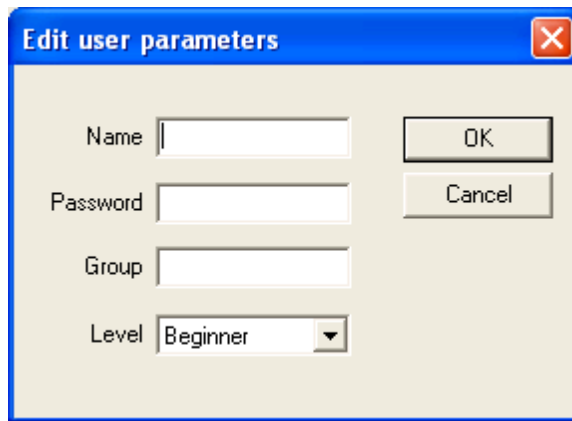 Edit user parameters
Name
OK
Password
Cancel
Group
Level Beginner